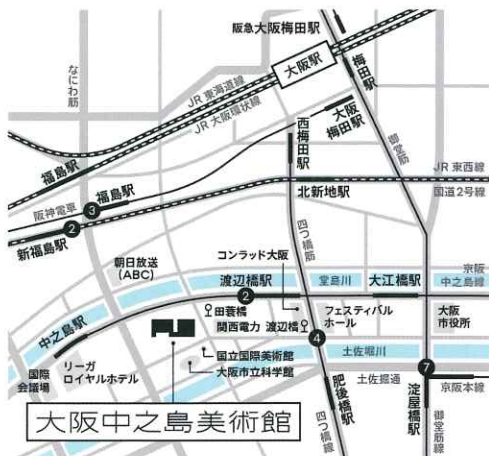 阪急大阪梅田駅
大阪駅
梅田駅
なにわ筋
JR 東海道線
JR 大阪環状線
大阪
梅田駅
西梅田駅
御堂筋
福島駅
JR 東西線
国道2号線
北新地駅
阪神電車
3
福島駅
2
新福島駅
四つ橋筋
朝日放送
(ABC)
コンラッド大阪
渡辺橋駅
堂島川
大江橋駅
京阪
中之島線
2
田蓑橋
関西電力
渡辺橋
フェスティバル
ホール
大阪
市役所
中之島駅
4
国立国際美術館
大阪市立科学館
土佐堀川
7
国際
会議場
リーガ
ロイヤルホテル
肥後橋駅
土佐堀通
淀屋橋駅
京阪本線
大阪中之島美術館
四つ橋線
御堂筋線